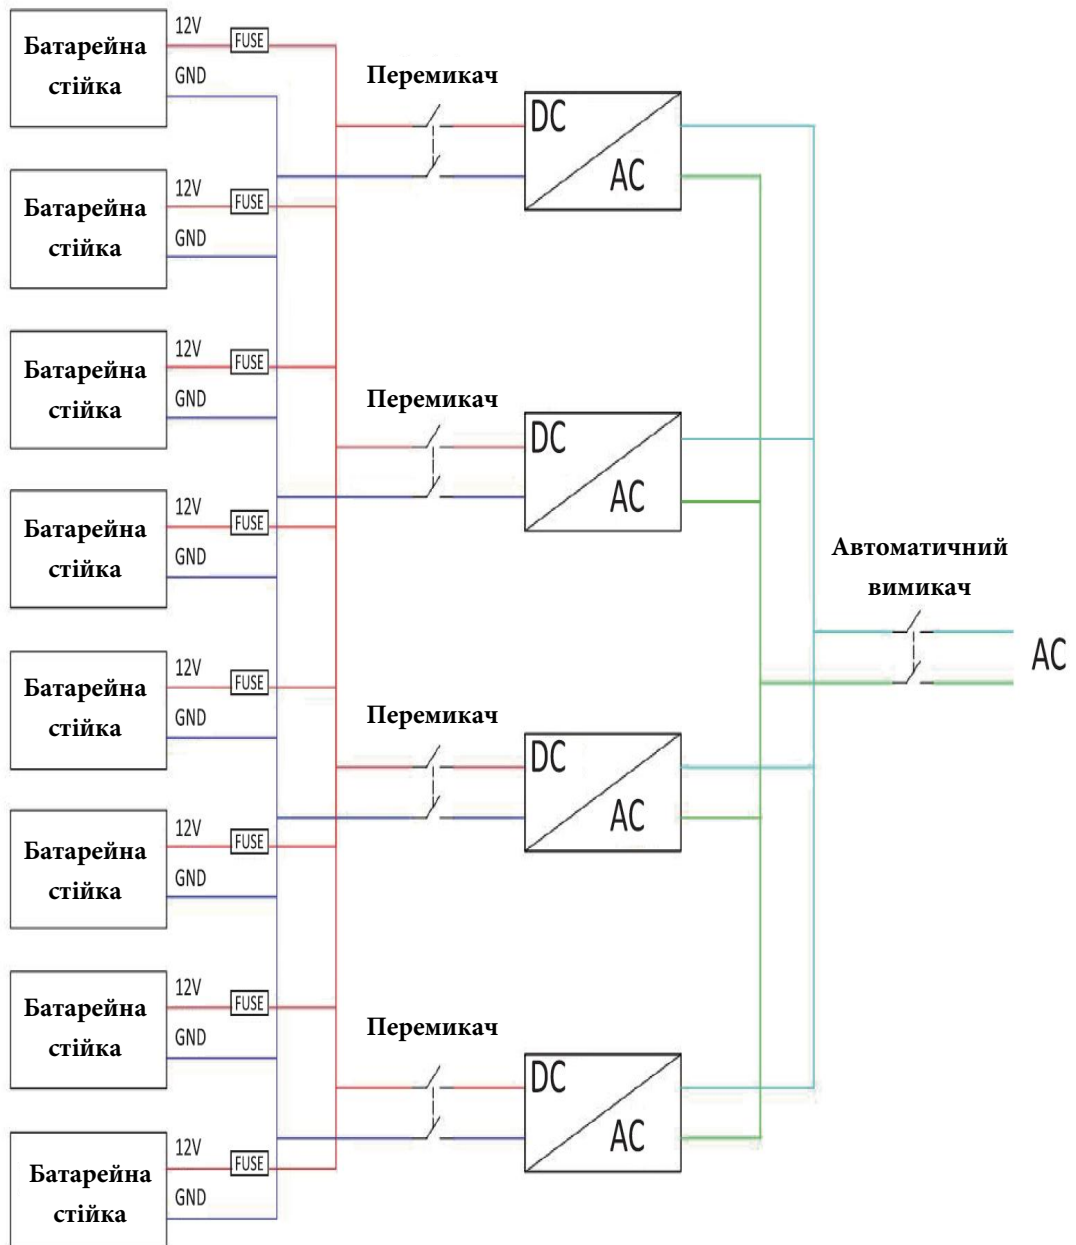 12V
FUSE
Батарейна
стійка
GND
Перемикач
DC
AC
12V
FUSE
Батарейна
стійка
GND
12V
FUSE
Батарейна
стійка
GND
Перемикач
DC
AC
12V
FUSE
Батарейна
стійка
GND
Автоматичний
вимикач
AC
12V
FUSE
Батарейна
стійка
GND
Перемикач
DC
AC
12V
FUSE
Батарейна
стійка
GND
12V
FUSE
Батарейна
стійка
GND
Перемикач
DC
AC
12V
FUSE
Батарейна
стійка
GND